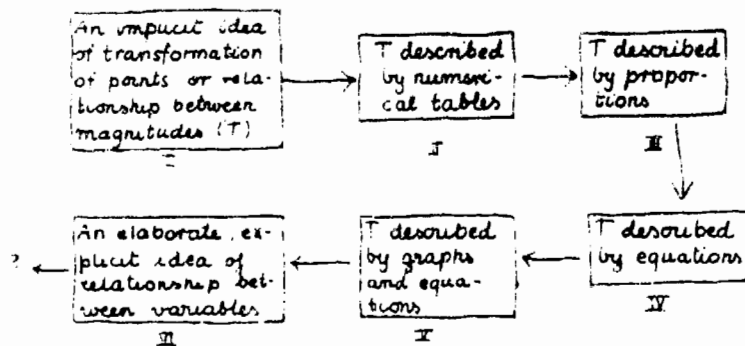 An implicit idea
of transformation
of points or rela-
tionship between
magnitudes (T)
I
T described
by numeri-
cal tables
II
T described
by propor-
tions
III
T described
by equations
IV
T described
by graphs
and equa-
tions
V
An elaborate, ex-
plicit idea of
relationship bet-
ween variables
VI
?